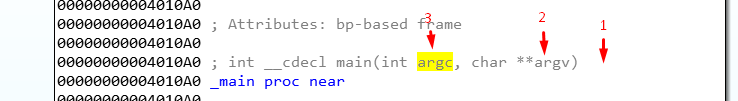 00000000004010A0
00000000004010A0 ; Attributes: bp-based frame
3
00000000004010A0
2
1
00000000004010A0 ; int __cdecl main(int argc, char **argv)
00000000004010A0 _main proc near
00000000004010A0